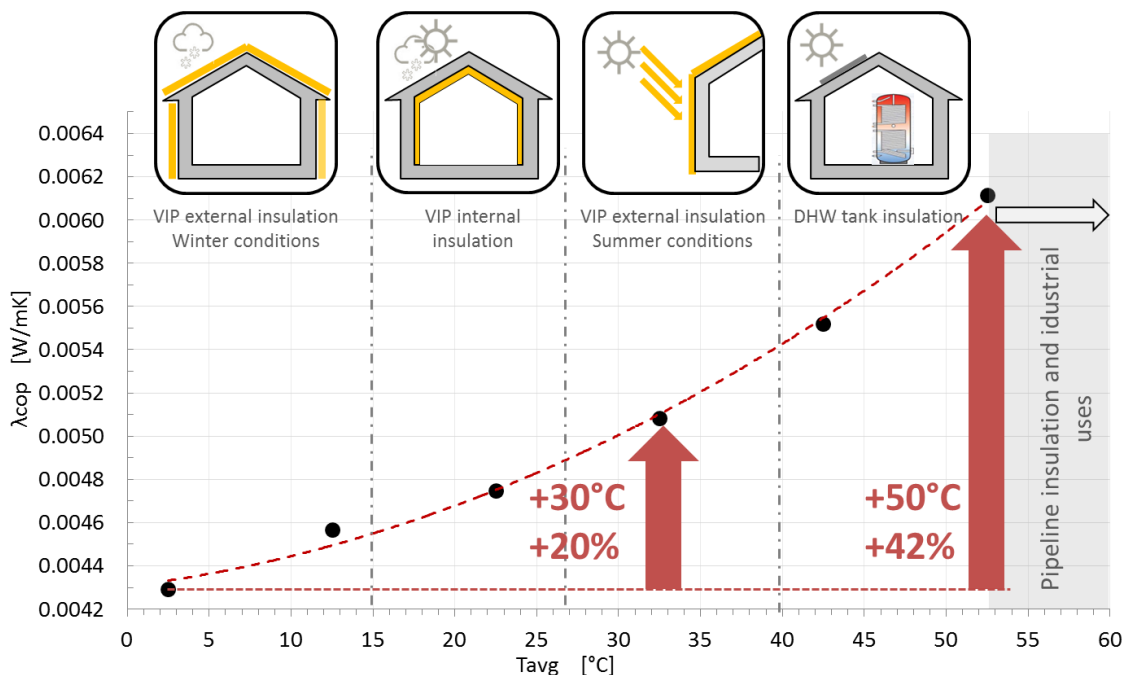 VIP external insulation
Winter conditions
VIP internal
insulation
VIP external insulation
Summer conditions
DHW tank insulation
0.0064
0.0062
0.0060
0.0058
0.0056
0.0054
0.0052
0.0050
0.0048
0.0046
0.0044
0.0042
λcop [W/mK]
+30°C
+20%
+50°C
+42%
Pipeline insulation and idustrial
uses
0 5 10 15 20 25 30 35 40 45 50 55 60
Tavg [°C]